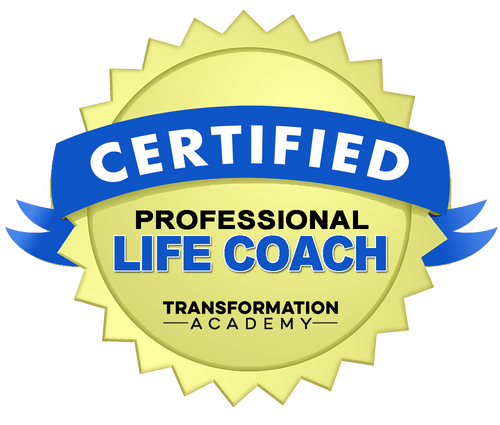 CERTIFIED
PROFESSIONAL
LIFE COACH
TRANSFORMATION
ACADEMY